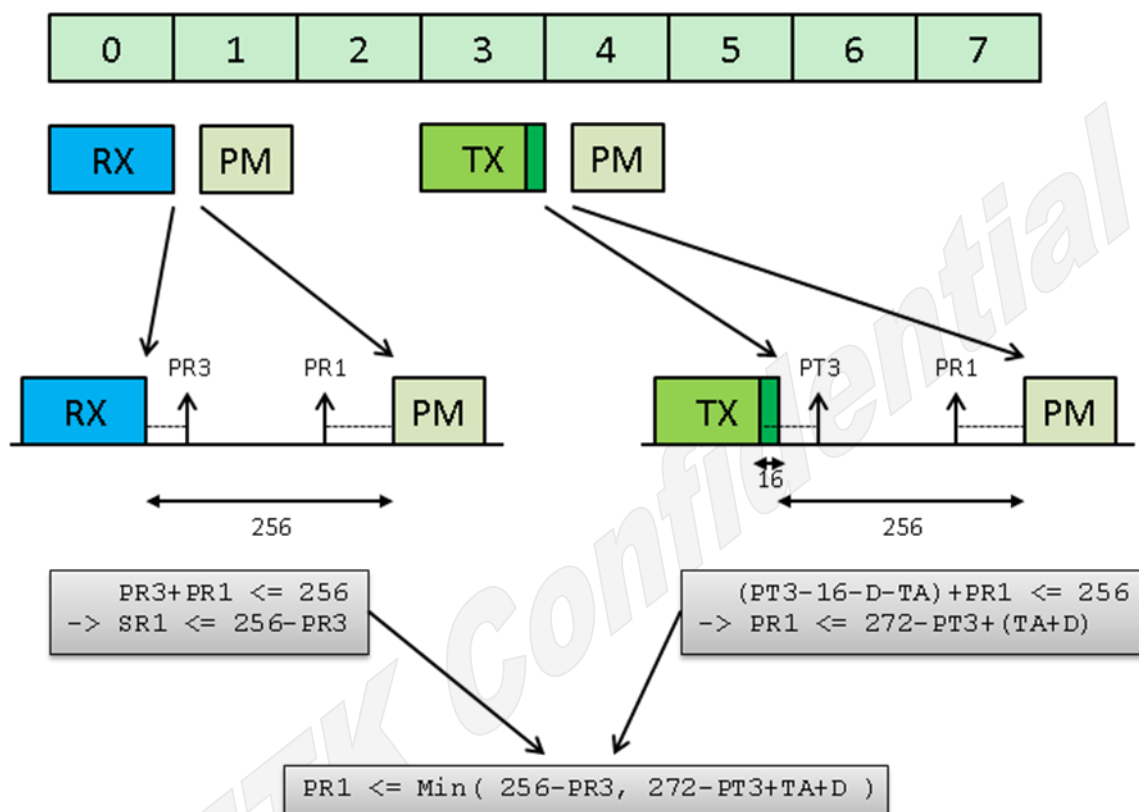 0 1 2 3 4 5 6 7
RX PM TX PM
PR3 PR1 PT3 PR1
RX PM TX PM
16
256 256
PR3+PR1 <= 256
-> SR1 <= 256-PR3
(PT3-16-D-TA)+PR1 <= 256
-> PR1 <= 272-PT3+(TA+D)
PR1 <= Min( 256-PR3, 272-PT3+TA+D )
TK Confidential